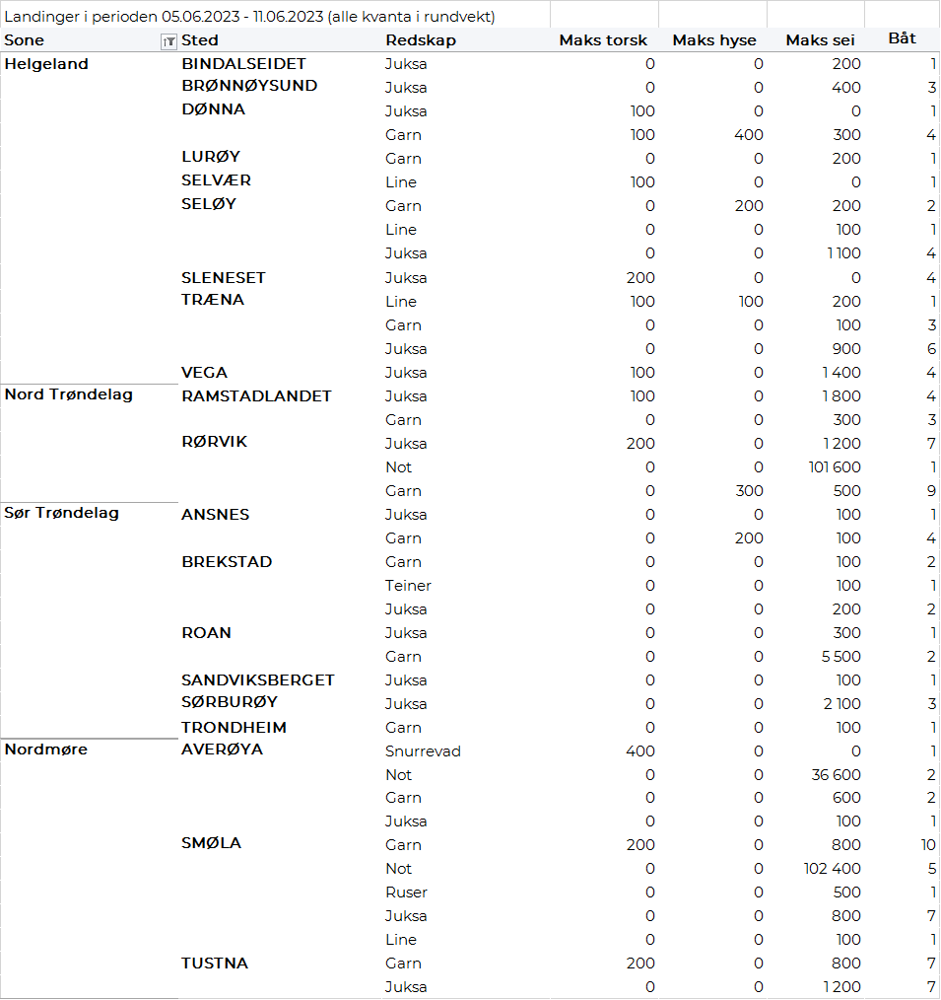 Landinger i perioden 05.06.2023 - 11.06.2023 (alle kvanta i rundvekt)
Sone Sted Redskap Maks torsk Maks hyse Maks sei Båt
Helgeland BINDALSEIDET Juksa 0 0 200 1
BRØNNØYSUND Juksa 0 0 400 3
DØNNA Juksa 100 0 0 1
Garn 100 400 300 4
LURØY Garn 0 0 200 1
SELVÆR Line 100 0 0 1
SELØY Garn 0 200 200 2
Line 0 0 100 1
Juksa 0 0 1 100 4
SLENESET Juksa 200 0 0 4
TRÆNA Line 100 100 200 1
Garn 0 0 100 3
Juksa 0 0 900 6
VEGA Juksa 100 0 1 400 4
Nord Trøndelag RAMSTADLANDET Juksa 100 0 1 800 4
Garn 0 0 300 3
RØRVIK Juksa 200 0 1 200 7
Not 0 0 101 600 1
Garn 0 300 500 9
Sør Trøndelag ANSNES Juksa 0 0 100 1
Garn 0 200 100 4
BREKSTAD Garn 0 0 100 2
Teiner 0 0 100 1
Juksa 0 0 200 2
ROAN Juksa 0 0 300 1
Garn 0 0 5 500 2
SANDVIKSBERGET Juksa 0 0 100 1
SØRBURØY Juksa 0 0 2 100 3
TRONDHEIM Garn 0 0 100 1
Nordmøre AVERØYA Snurrevad 400 0 0 1
Not 0 0 36 600 2
Garn 0 0 600 2
Juksa 0 0 100 1
SMØLA Garn 200 0 800 10
Not 0 0 102 400 5
Ruser 0 0 500 1
Juksa 0 0 800 7
Line 0 0 100 1
TUSTNA Garn 200 0 800 7
Juksa 0 0 1 200 7